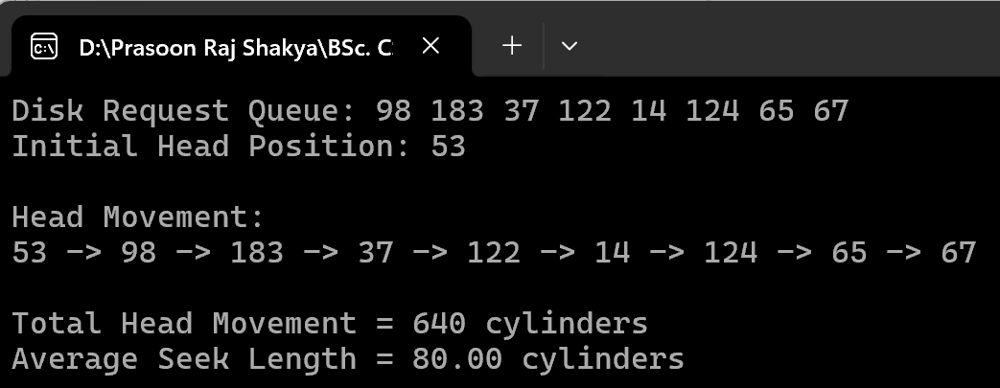 D:\Prasoon Raj Shakya\BSc. C
Disk Request Queue: 98 183 37 122 14 124 65 67
Initial Head Position: 53
Head Movement:
53 -> 98 -> 183 -> 37 -> 122 -> 14 -> 124 -> 65 -> 67
Total Head Movement = 640 cylinders
Average Seek Length = 80.00 cylinders